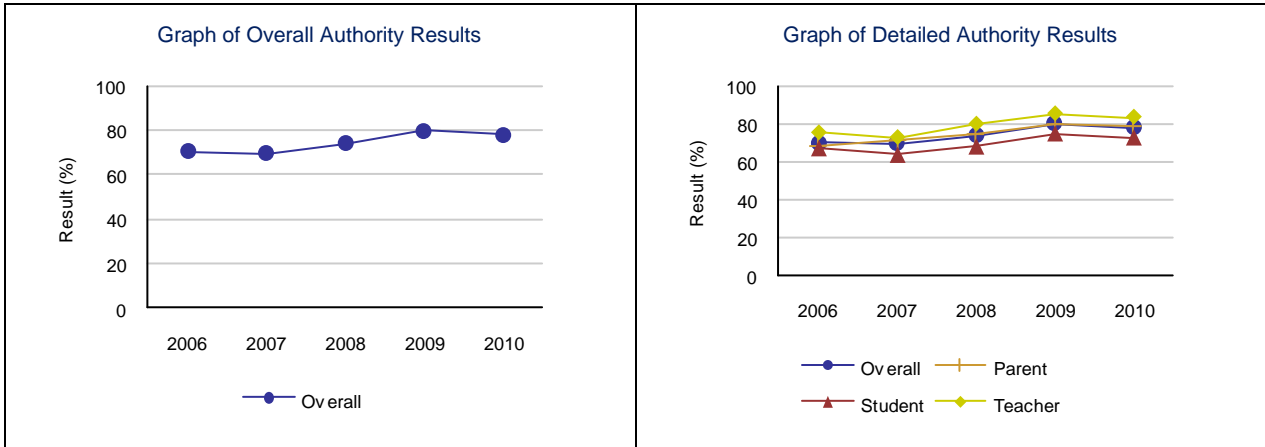 Graph of Overall Authority Results
100
80
60
40
20
0
Result (%)
2006 2007 2008 2009 2010
Overall
Graph of Detailed Authority Results
100
80
60
40
20
0
Result (%)
2006 2007 2008 2009 2010
Overall Parent
Student Teacher